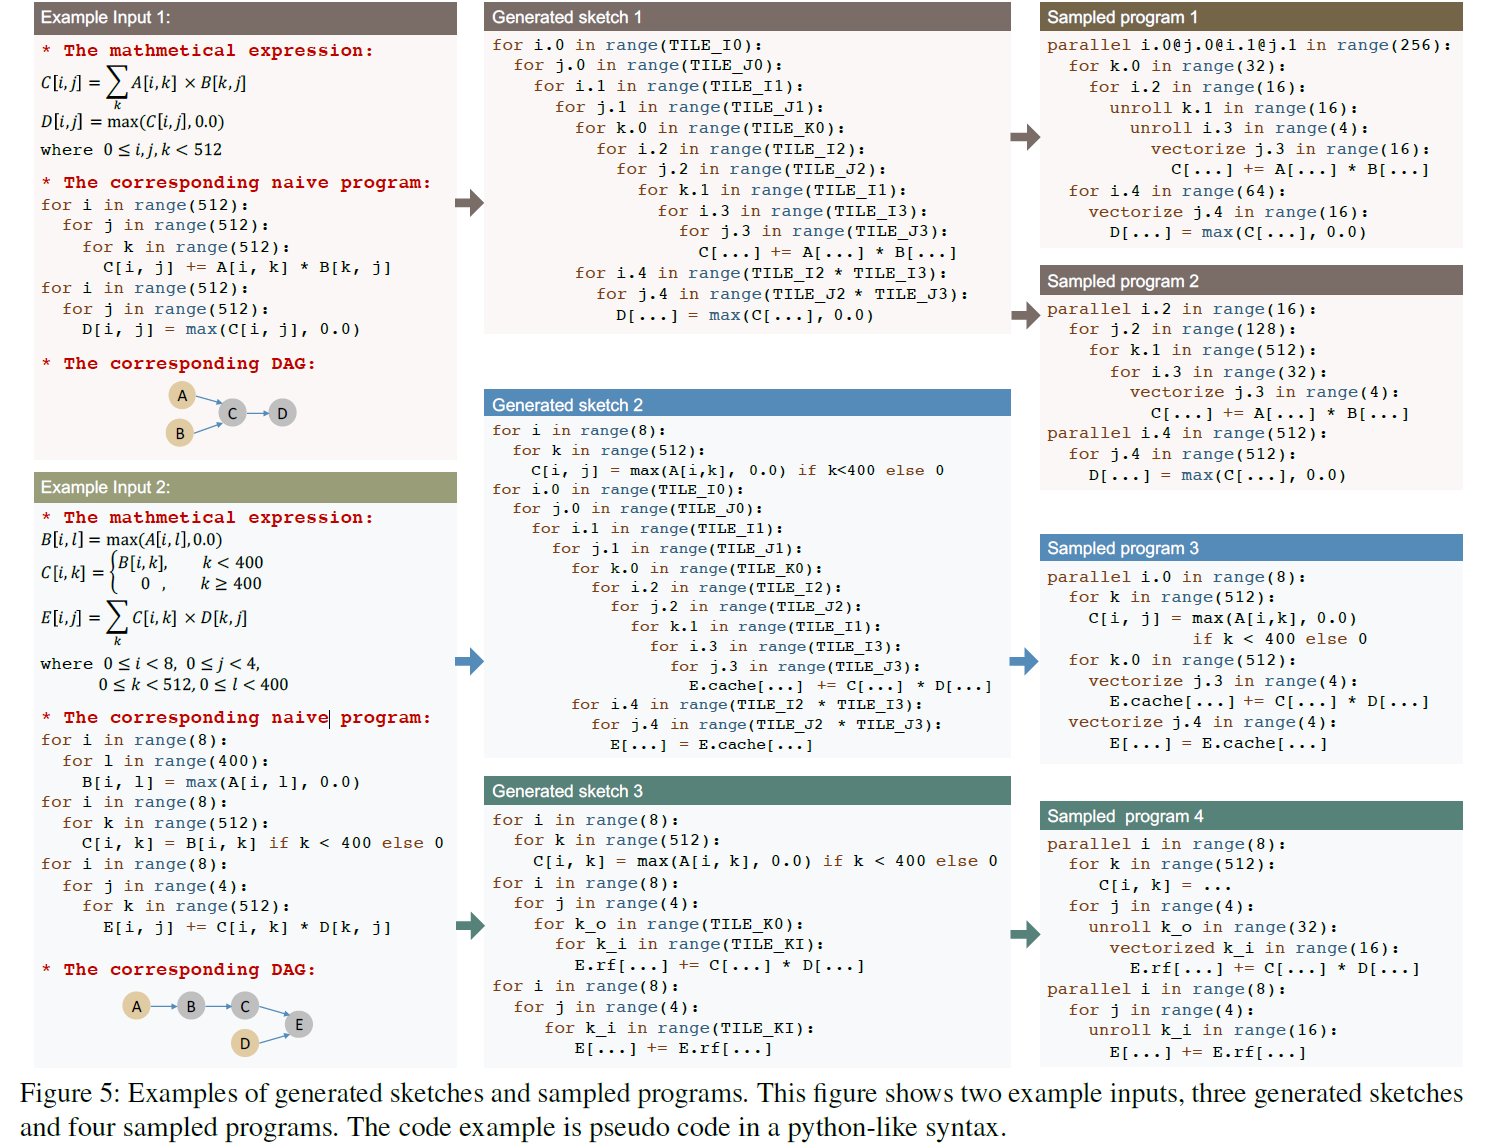 Example Input 1:
* The mathmetical expression:
C[i,j] = ∑ A[i,k] × B[k,j]
k
D[i,j] = max(C[i,j], 0.0)
where 0 ≤ i,j,k < 512
* The corresponding naive program:
for i in range(512):
for j in range(512):
for k in range(512):
C[i, j] += A[i, k] * B[k, j]
for i in range(512):
for j in range(512):
D[i, j] = max(C[i, j], 0.0)
* The corresponding DAG:
A
B
C
D
Example Input 2:
* The mathmetical expression:
B[i,l] = max(A[i,l],0.0)
C[i,k] = { B[i,k], k < 400
0 , k ≥ 400
E[i,j] = ∑ C[i,k] × D[k,j]
k
where 0 ≤ i < 8, 0 ≤ j < 4,
0 ≤ k < 512, 0 ≤ l < 400
* The corresponding naive program:
for i in range(8):
for l in range(400):
B[i, l] = max(A[i, l], 0.0)
for i in range(8):
for k in range(512):
C[i, k] = B[i, k] if k < 400 else 0
for i in range(8):
for j in range(4):
for k in range(512):
E[i, j] += C[i, k] * D[k, j]
* The corresponding DAG:
A
B
C
D
E
Generated sketch 1
for i.0 in range(TILE_I0):
for j.0 in range(TILE_J0):
for i.1 in range(TILE_I1):
for j.1 in range(TILE_J1):
for k.0 in range(TILE_K0):
for i.2 in range(TILE_I2):
for j.2 in range(TILE_J2):
for k.1 in range(TILE_I1):
for i.3 in range(TILE_I3):
for j.3 in range(TILE_J3):
C[...] += A[...] * B[...]
for i.4 in range(TILE_I2 * TILE_I3):
for j.4 in range(TILE_J2 * TILE_J3):
D[...] = max(C[...], 0.0)
Generated sketch 2
for i in range(8):
for k in range(512):
C[i, j] = max(A[i,k], 0.0) if k<400 else 0
for i.0 in range(TILE_I0):
for j.0 in range(TILE_J0):
for i.1 in range(TILE_I1):
for j.1 in range(TILE_J1):
for k.0 in range(TILE_K0):
for i.2 in range(TILE_I2):
for j.2 in range(TILE_J2):
for k.1 in range(TILE_I1):
for i.3 in range(TILE_I3):
for j.3 in range(TILE_J3):
E.cache[...] += C[...] * D[...]
for i.4 in range(TILE_I2 * TILE_I3):
for j.4 in range(TILE_J2 * TILE_J3):
E[...] = E.cache[...]
Generated sketch 3
for i in range(8):
for k in range(512):
C[i, k] = max(A[i, k], 0.0) if k < 400 else 0
for i in range(8):
for j in range(4):
for k_o in range(TILE_K0):
for k_i in range(TILE_KI):
E.rf[...] += C[...] * D[...]
for i in range(8):
for j in range(4):
for k_i in range(TILE_KI):
E[...] += E.rf[...]
Sampled program 1
parallel i.0@j.0@i.1@j.1 in range(256):
for k.0 in range(32):
for i.2 in range(16):
unroll k.1 in range(16):
unroll i.3 in range(4):
vectorize j.3 in range(16):
C[...] += A[...] * B[...]
for i.4 in range(64):
vectorize j.4 in range(16):
D[...] = max(C[...], 0.0)
Sampled program 2
parallel i.2 in range(16):
for j.2 in range(128):
for k.1 in range(512):
for i.3 in range(32):
vectorize j.3 in range(4):
C[...] += A[...] * B[...]
parallel i.4 in range(512):
for j.4 in range(512):
D[...] = max(C[...], 0.0)
Sampled program 3
parallel i.0 in range(8):
for k in range(512):
C[i, j] = max(A[i,k], 0.0)
if k < 400 else 0
for k.0 in range(512):
vectorize j.3 in range(4):
E.cache[...] += C[...] * D[...]
vectorize j.4 in range(4):
E[...] = E.cache[...]
Sampled program 4
parallel i in range(8):
for k in range(512):
C[i, k] = ...
for j in range(4):
unroll k_o in range(32):
vectorized k_i in range(16):
E.rf[...] += C[...] * D[...]
parallel i in range(8):
for j in range(4):
unroll k_i in range(16):
E[...] += E.rf[...]
Figure 5: Examples of generated sketches and sampled programs. This figure shows two example inputs, three generated sketches
and four sampled programs. The code example is pseudo code in a python-like syntax.